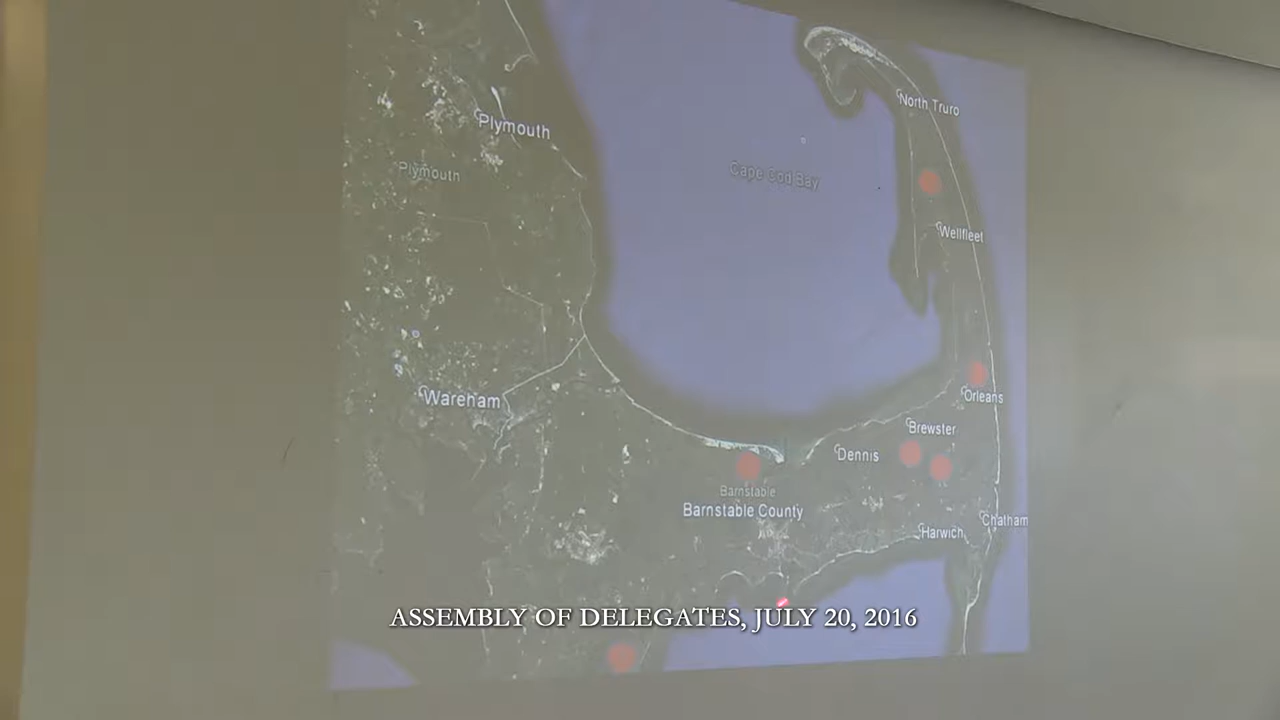 North Truro
Plymouth
Plymouth
Cape Cod Bay
Wellfleet
Wareham
Orleans
Brewster
Dennis
Barnstable
Barnstable County
Chatham
Harwich
ASSEMBLY OF DELEGATES, JULY 20, 2016